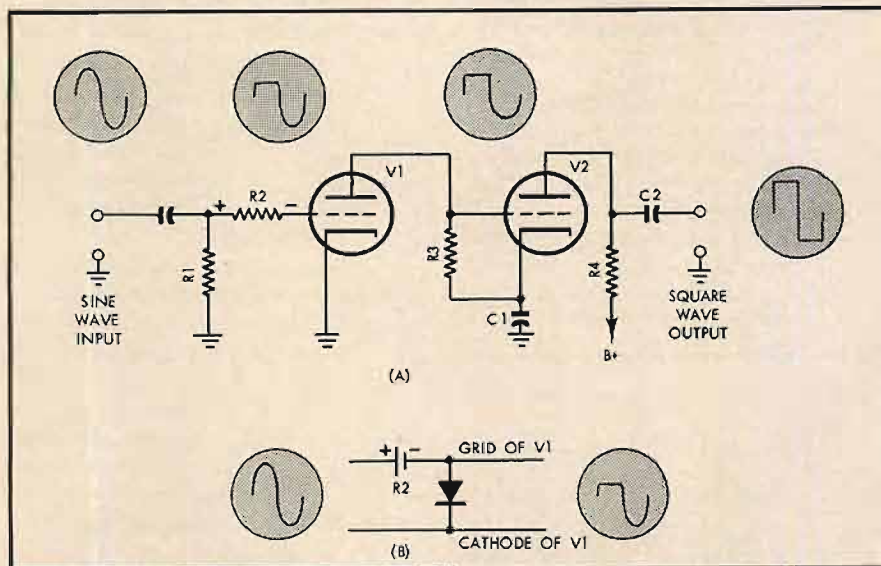 V1
V2
+ R2 -
C2
R1
R3
R4
C1
SINE
WAVE
INPUT
SQUARE
WAVE
OUTPUT
B+
(A)
+ - GRID OF V1
R2
(B) CATHODE OF V1